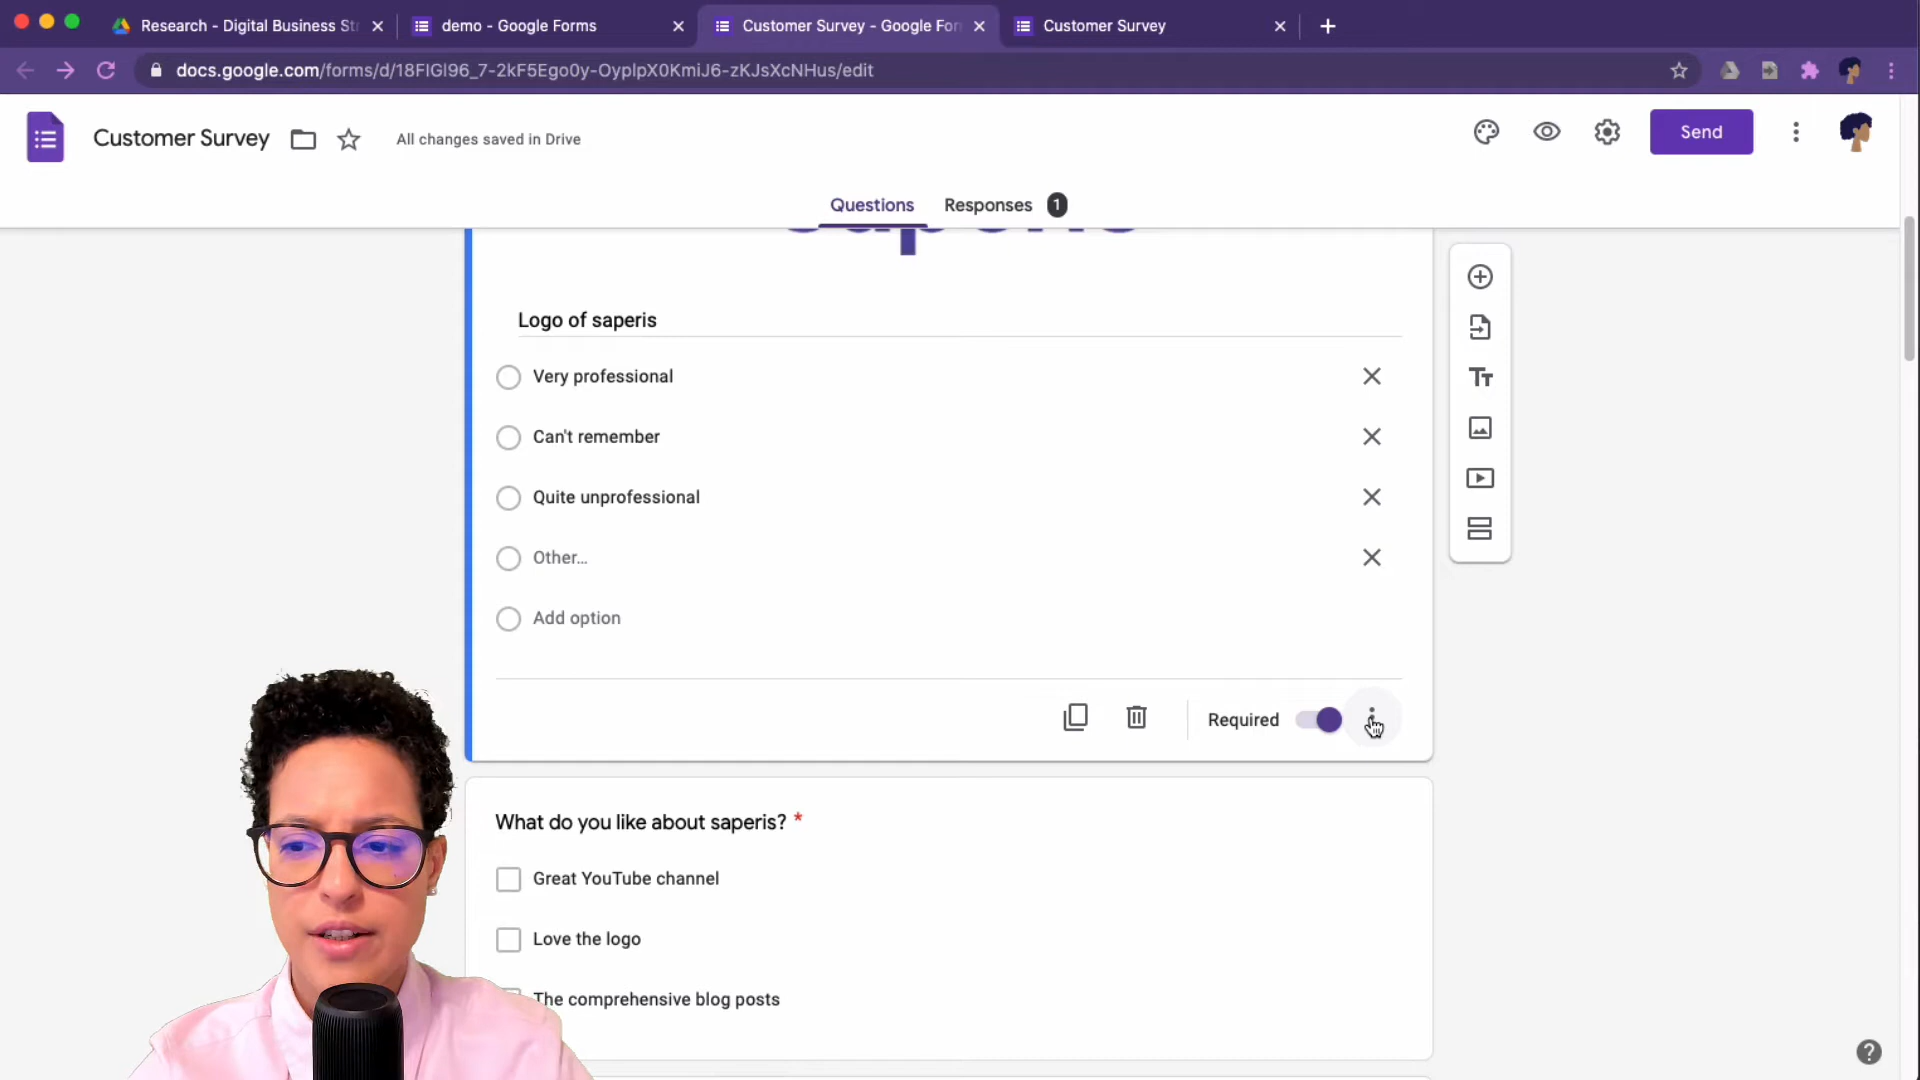 Research - Digital Business St
demo - Google Forms
Customer Survey - Google For
Customer Survey
docs.google.com/forms/d/18FIGI96_7-2kF5Ego0y-OyplpX0KmiJ6-zKJsXcNHus/edit
Customer Survey
All changes saved in Drive
Send
Questions
Responses 1
saperis
Logo of saperis
Very professional
Can't remember
Quite unprofessional
Other...
Add option
Required
What do you like about saperis? *
Great YouTube channel
Love the logo
The comprehensive blog posts